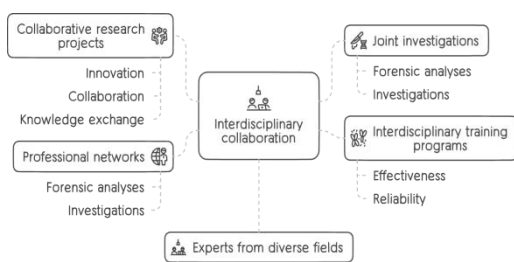 Collaborative research
projects
Innovation
Collaboration
Knowledge exchange
Professional networks
Forensic analyses
Investigations
Interdisciplinary
collaboration
Joint investigations
Forensic analyses
Investigations
Interdisciplinary training
programs
Effectiveness
Reliability
Experts from diverse fields